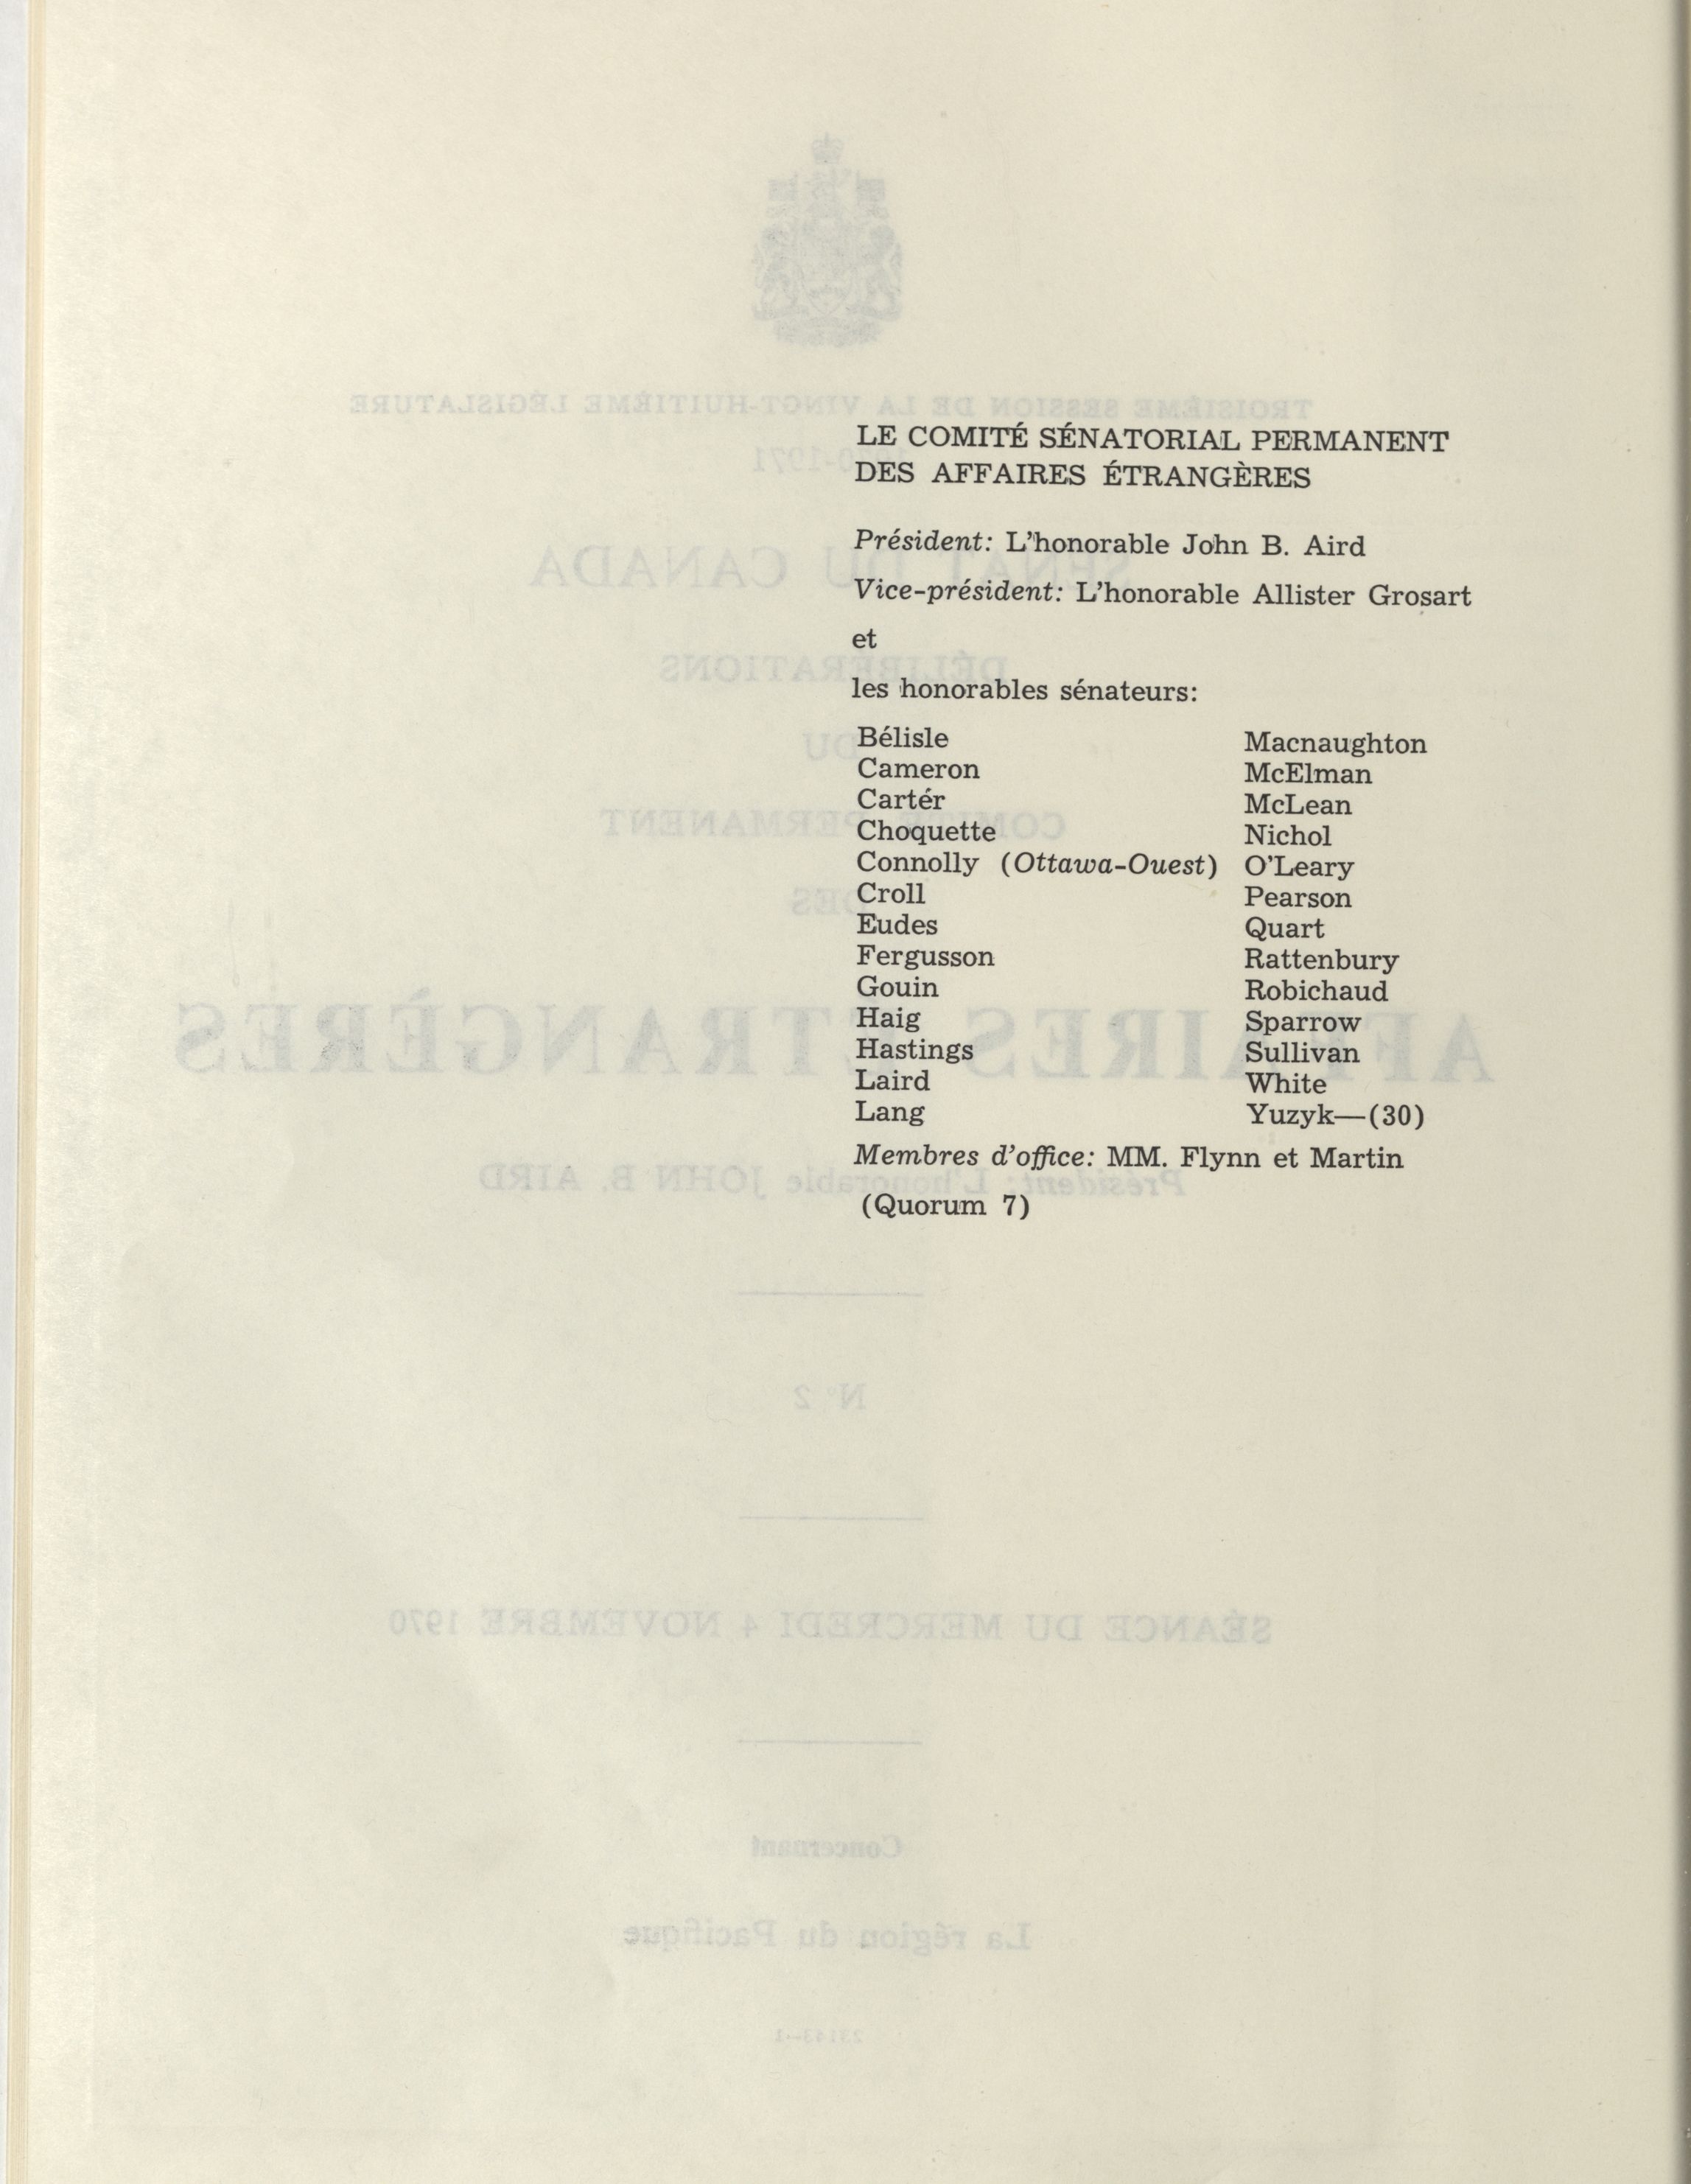 LE COMITÉ SÉNATORIAL PERMANENT
DES AFFAIRES ÉTRANGÈRES
Président: L'honorable John B. Aird
Vice-président: L'honorable Allister Grosart
et
les honorables sénateurs:
Bélisle
Cameron
Cartér
Choquette
Connolly (Ottawa-Ouest)
Croll
Eudes
Fergusson
Gouin
Haig
Hastings
Laird
Lang
Macnaughton
McElman
McLean
Nichol
O'Leary
Pearson
Quart
Rattenbury
Robichaud
Sparrow
Sullivan
White
Yuzyk—(30)
Membres d'office: MM. Flynn et Martin
(Quorum 7)